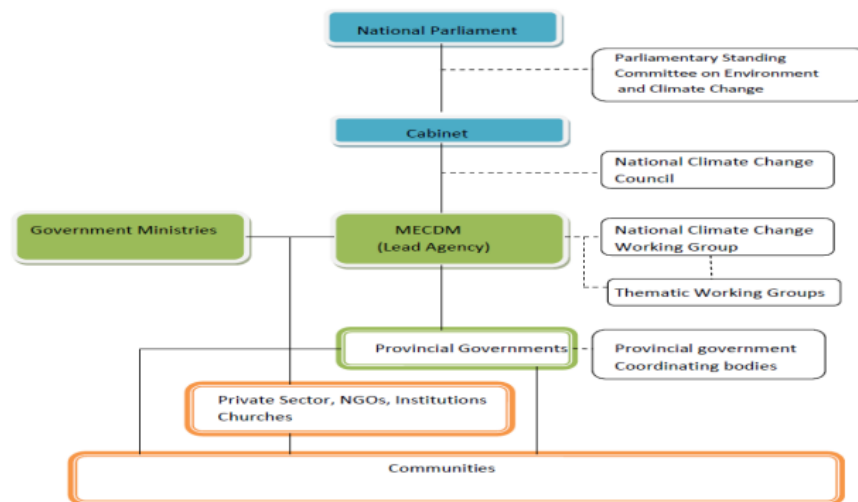 National Parliament
Parliamentary Standing
Committee on Environment
and Climate Change
Cabinet
National Climate Change
Council
Government Ministries
MECDM
(Lead Agency)
National Climate Change
Working Group
Thematic Working Groups
Provincial Governments
Provincial government
Coordinating bodies
Private Sector, NGOs, Institutions
Churches
Communities